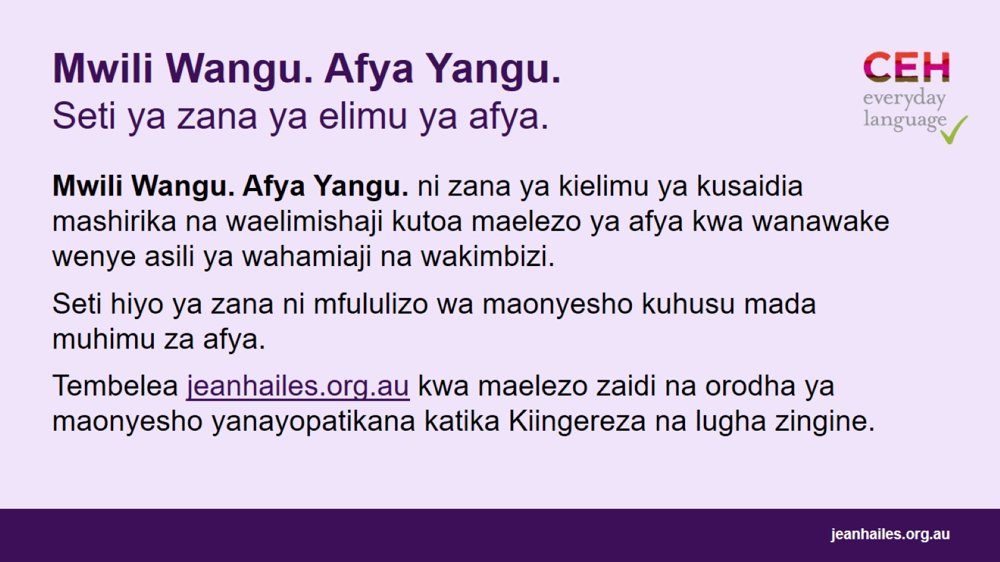 Mwili Wangu. Afya Yangu.
Seti ya zana ya elimu ya afya.
CEH
everyday
language
Mwili Wangu. Afya Yangu. ni zana ya kielimu ya kusaidia
mashirika na waelimishaji kutoa maelezo ya afya kwa wanawake
wenye asili ya wahamiaji na wakimbizi.
Seti hiyo ya zana ni mfululizo wa maonyesho kuhusu mada
muhimu za afya.
Tembelea jeanhailes.org.au kwa maelezo zaidi na orodha ya
maonyesho yanayopatikana katika Kiingereza na lugha zingine.
jeanhailes.org.au